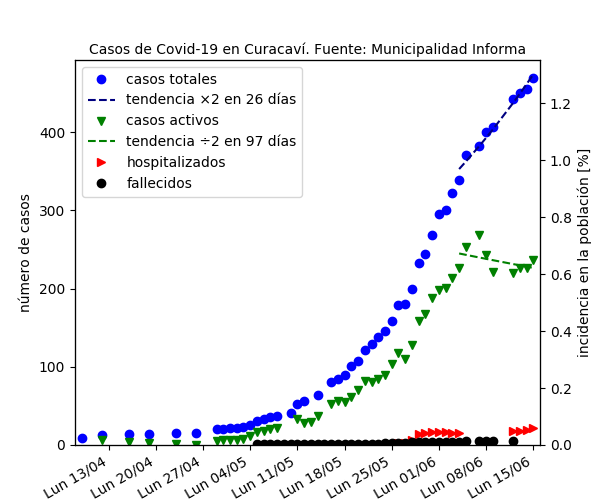 Casos de Covid-19 en Curacaví. Fuente: Municipalidad Informa
casos totales
tendencia ×2 en 26 días
casos activos
tendencia ÷2 en 97 días
hospitalizados
fallecidos
número de casos
0
100
200
300
400
incidencia en la población [%]
0.0
0.2
0.4
0.6
0.8
1.0
1.2
Lun 13/04
Lun 20/04
Lun 27/04
Lun 04/05
Lun 11/05
Lun 18/05
Lun 25/05
Lun 01/06
Lun 08/06
Lun 15/06